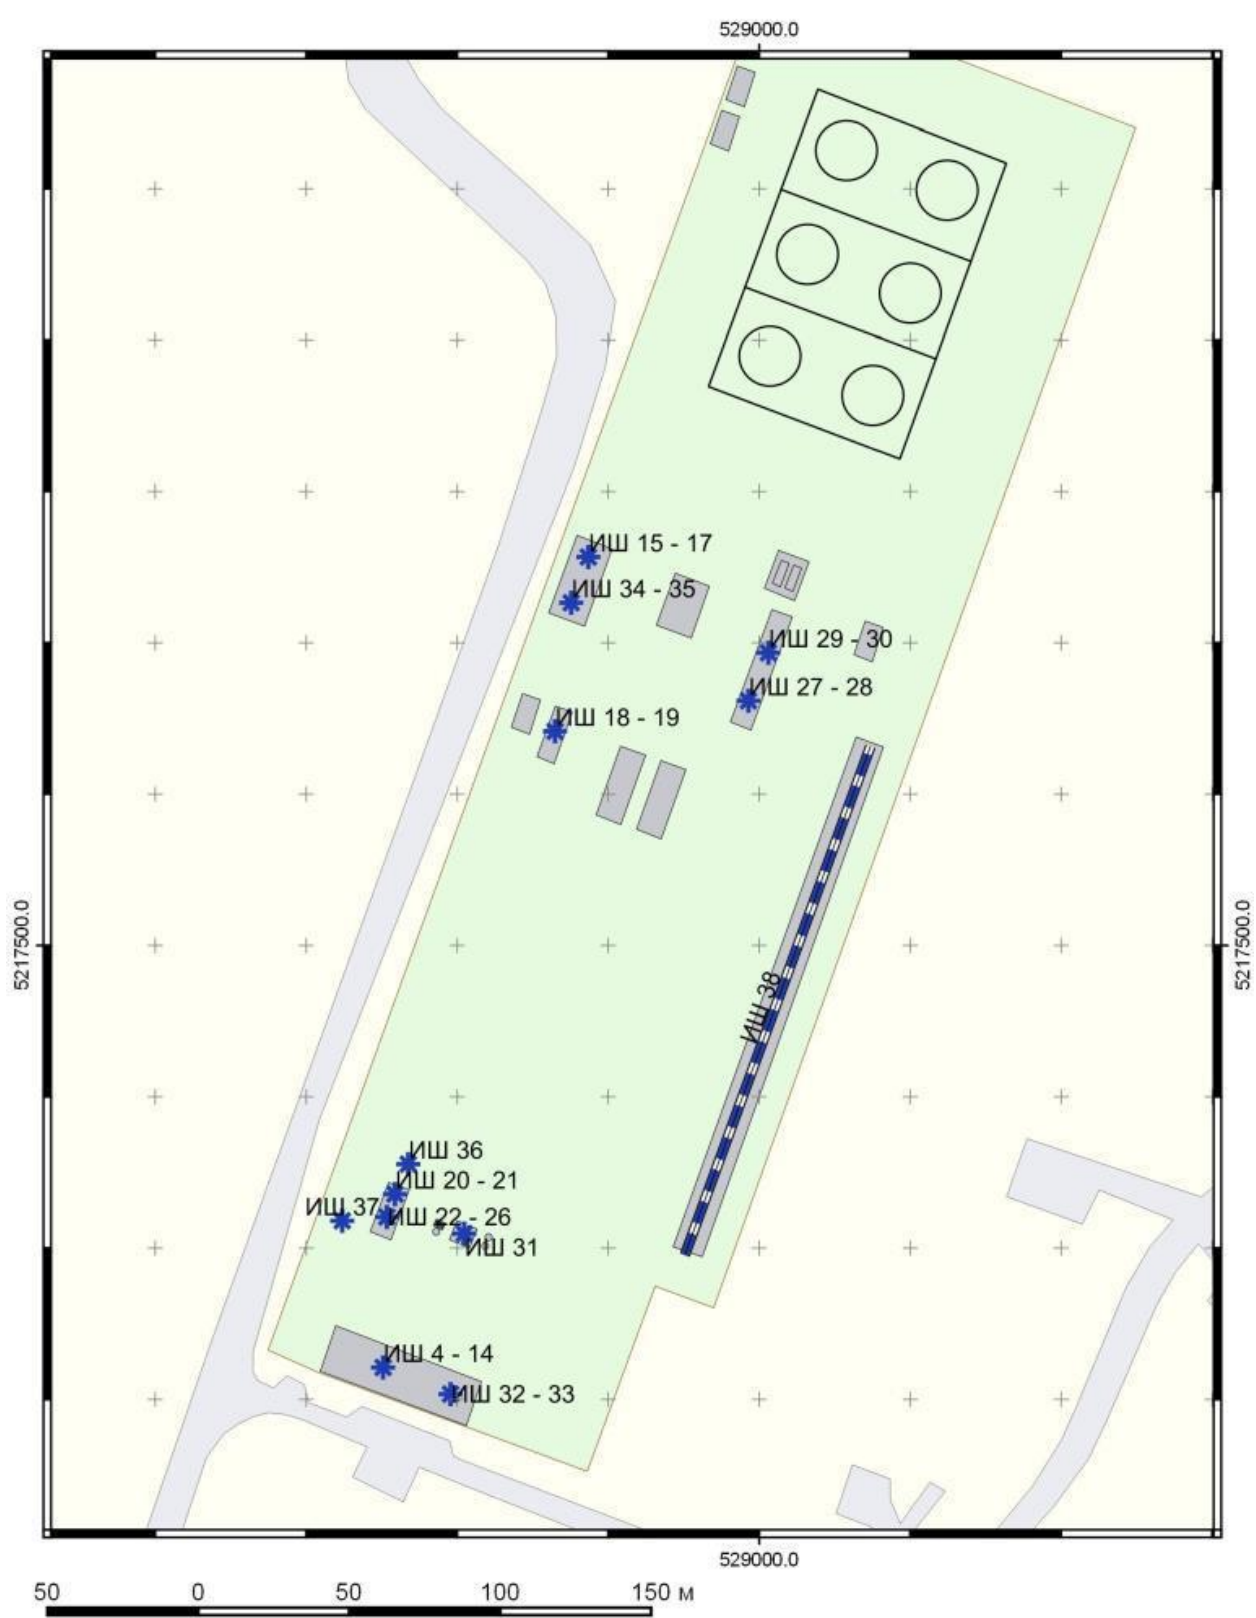 529000.0
ИШ 15 - 17
ИШ 34 - 35
ИШ 29 - 30
ИШ 27 - 28
ИШ 18 - 19
5217500.0
5217500.0
ИШ 38
ИШ 36
ИШ 20 - 21
ИШ 37
ИШ 22 - 26
ИШ 31
ИШ 4 - 14
ИШ 32 - 33
529000.0
50 0 50 100 150 м